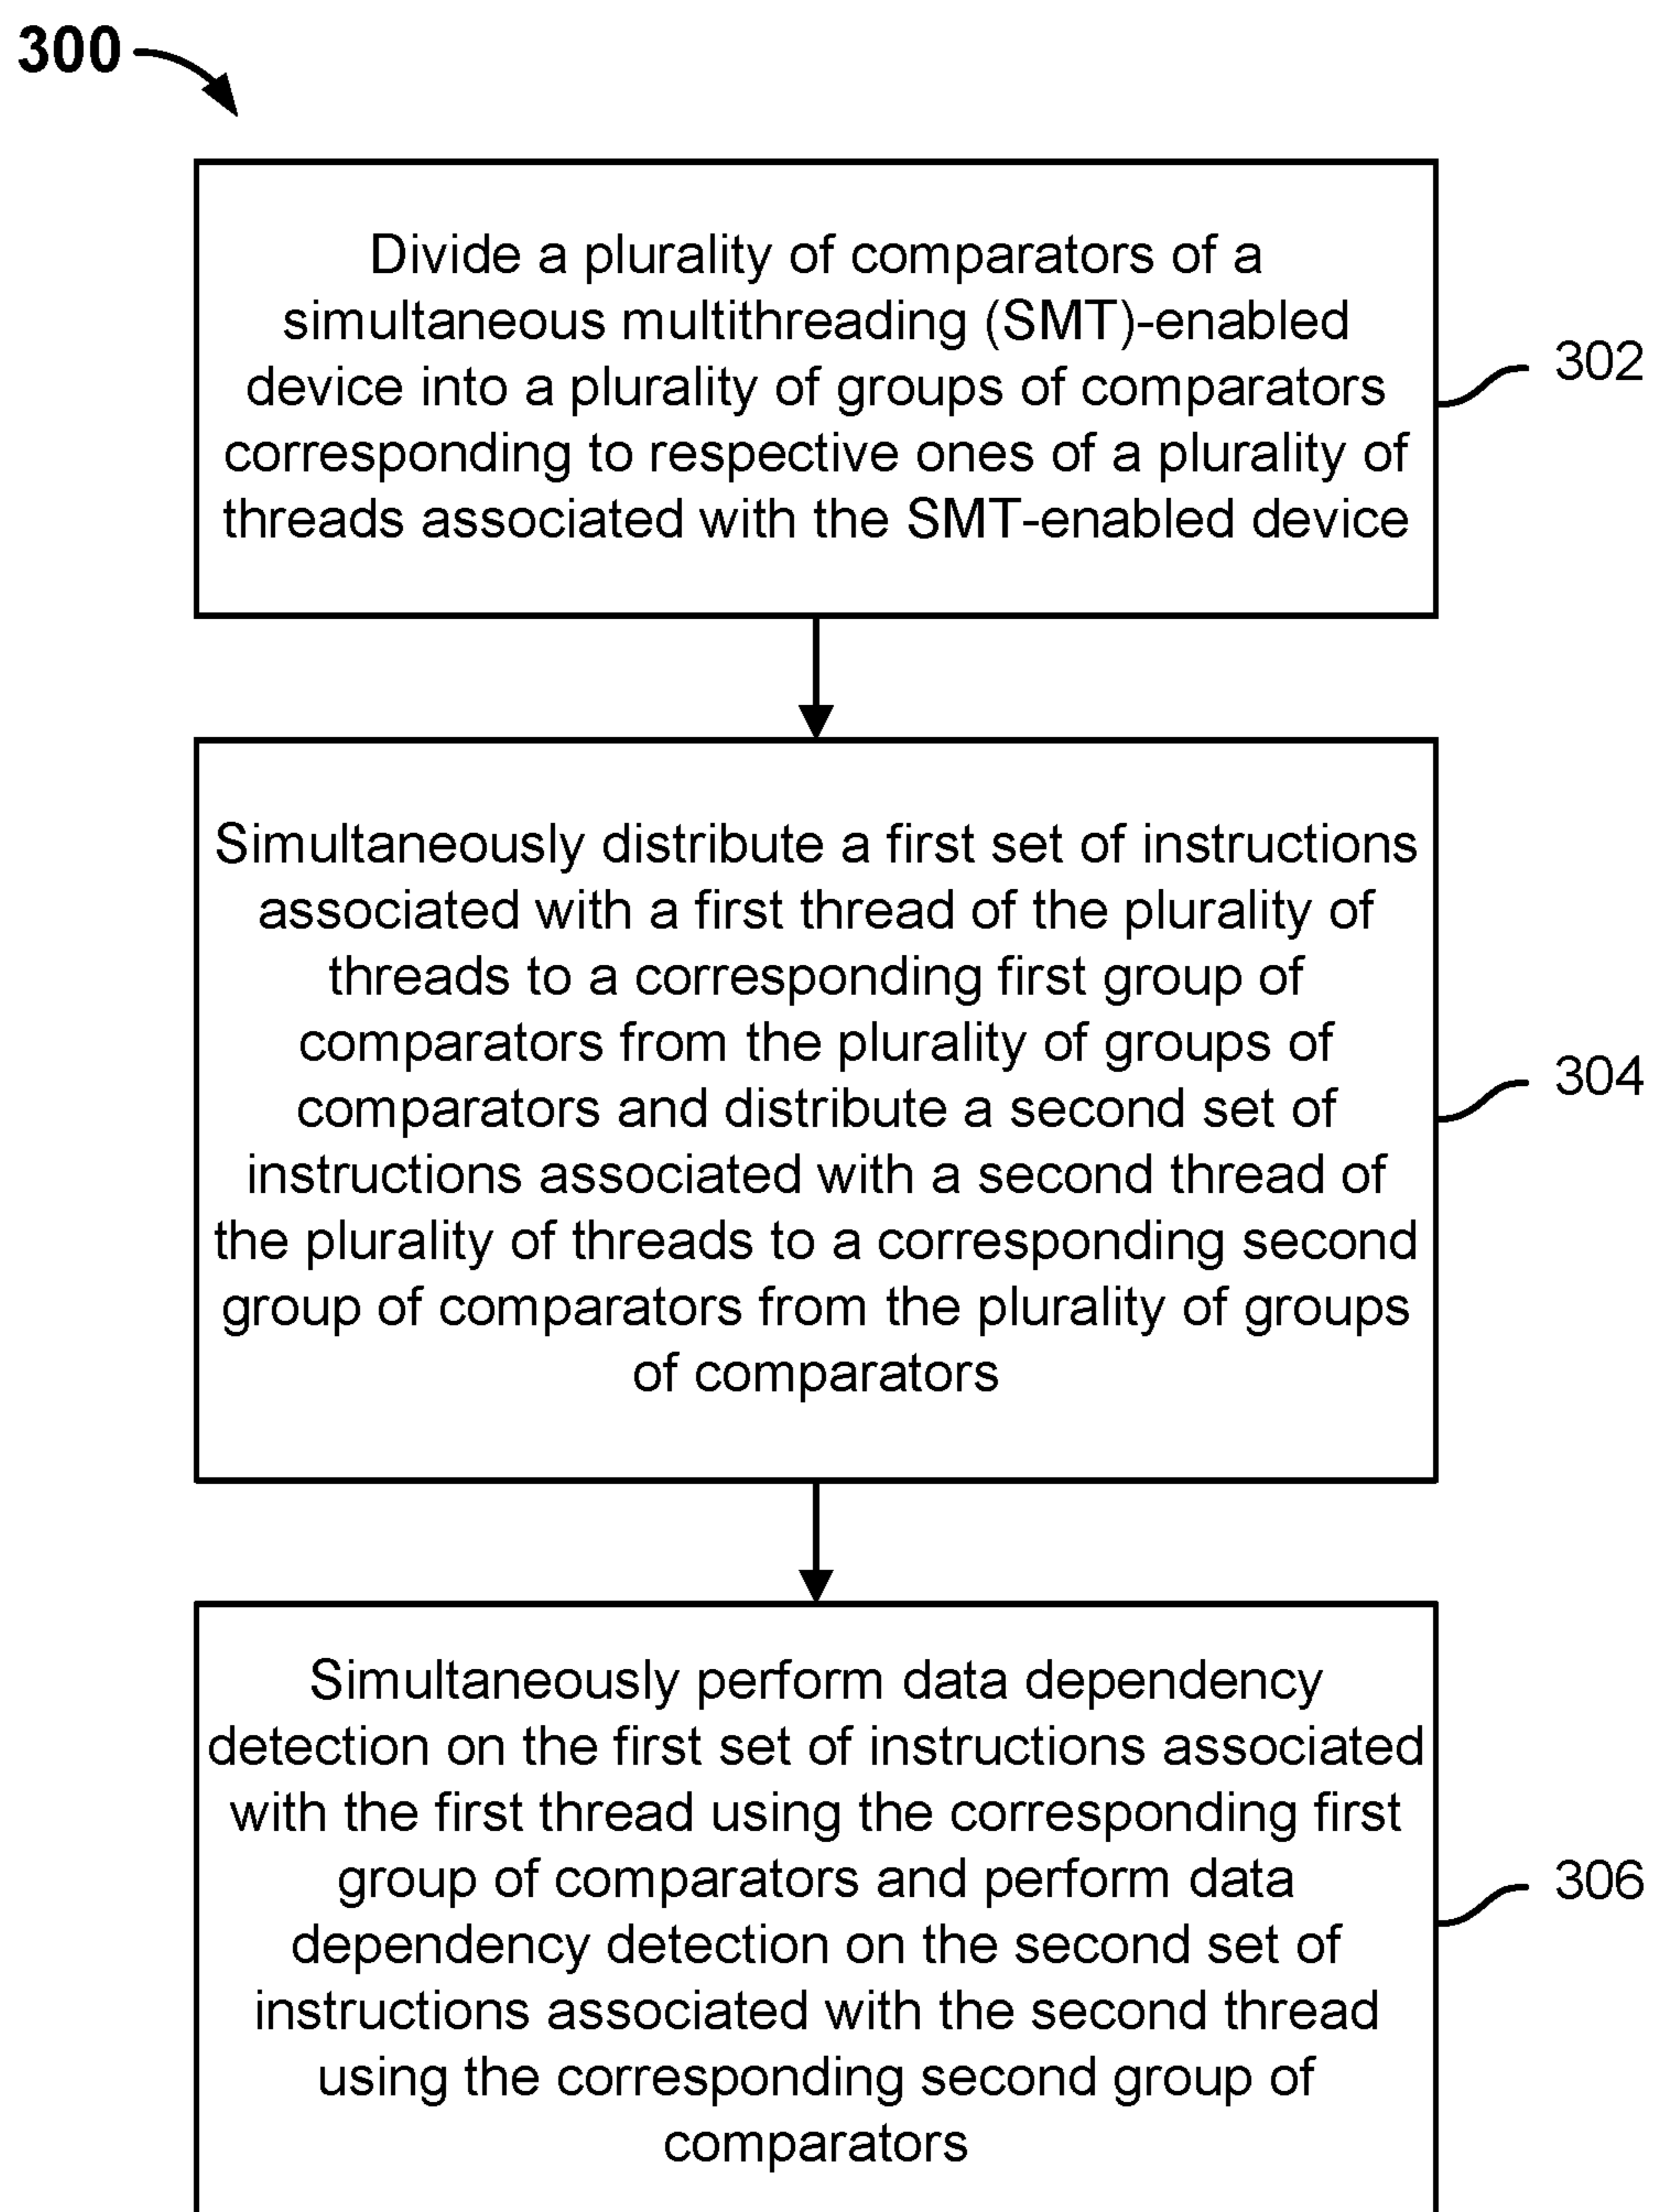 300
Divide a plurality of comparators of a
simultaneous multithreading (SMT)-enabled
device into a plurality of groups of comparators
corresponding to respective ones of a plurality of
threads associated with the SMT-enabled device
302
Simultaneously distribute a first set of instructions
associated with a first thread of the plurality of
threads to a corresponding first group of
comparators from the plurality of groups of
comparators and distribute a second set of
instructions associated with a second thread of
the plurality of threads to a corresponding second
group of comparators from the plurality of groups
of comparators
304
Simultaneously perform data dependency
detection on the first set of instructions associated
with the first thread using the corresponding first
group of comparators and perform data
dependency detection on the second set of
instructions associated with the second thread
using the corresponding second group of
comparators
306